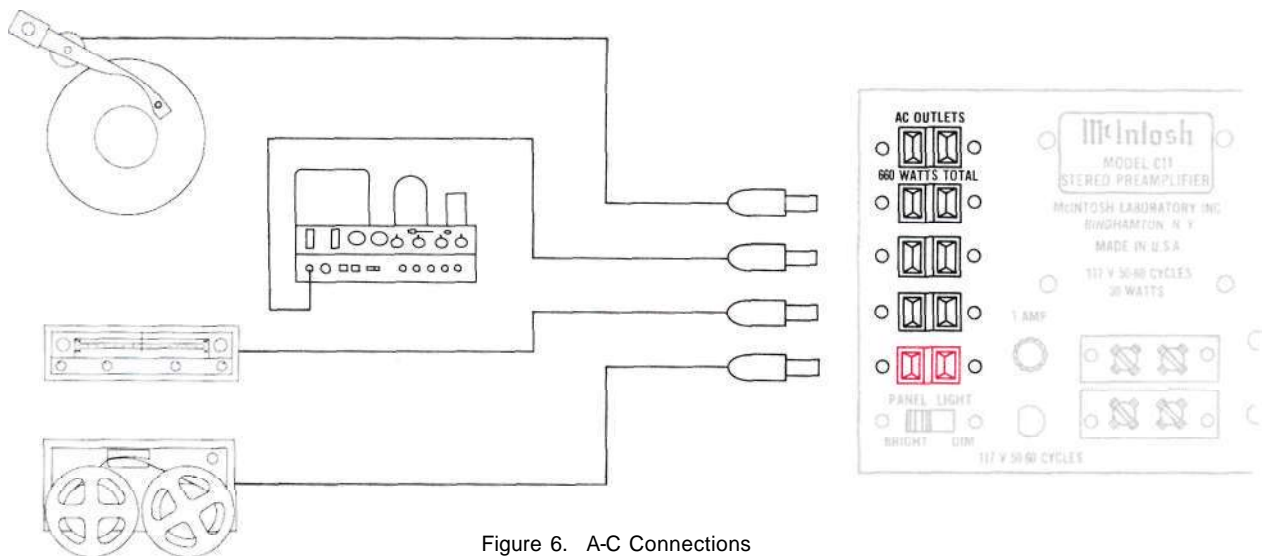 AC OUTLETS
660 WATTS TOTAL
McIntosh
MODEL C11
STEREO PREAMPLIFIER
McINTOSH LABORATORY INC
BINGHAMTON N Y
MADE IN U.S.A
117 V 50-60 CYCLES
30 WATTS
1 AMP
PANEL LIGHT
BRIGHT DIM
117 V 50-60 CYCLES
Figure 6. A-C Connections